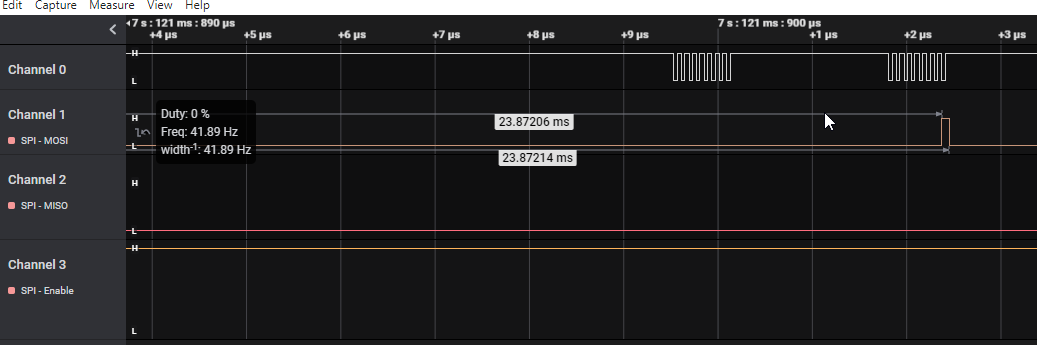 Edit Capture Measure View Help
7 s : 121 ms : 890 µs 7 s : 121 ms : 900 µs
+4 µs +5 µs +6 µs +7 µs +8 µs +9 µs +1 µs +2 µs +3 µs
Channel 0
H
L
Channel 1
SPI - MOSI
H
L
Duty: 0 %
Freq: 41.89 Hz
width-1: 41.89 Hz
23.87206 ms
23.87214 ms
Channel 2
SPI - MISO
H
L
Channel 3
SPI - Enable
H
L